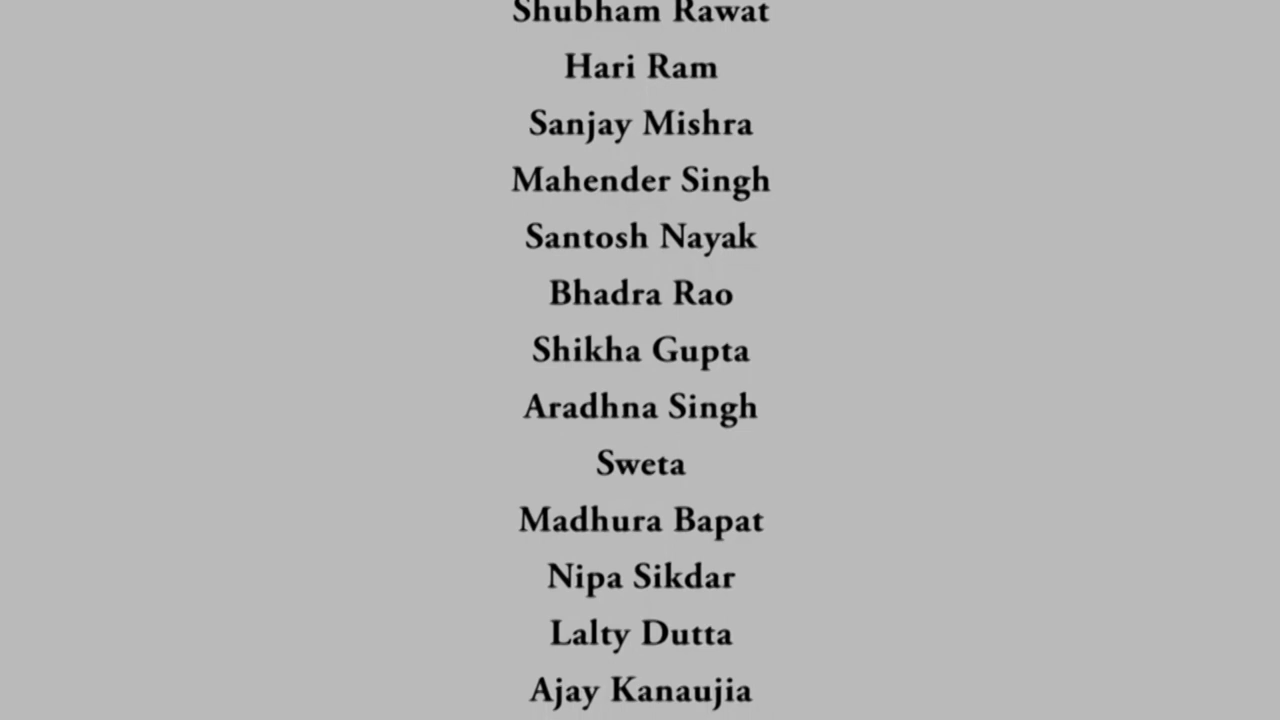 Shubham Rawat
Hari Ram
Sanjay Mishra
Mahender Singh
Santosh Nayak
Bhadra Rao
Shikha Gupta
Aradhna Singh
Sweta
Madhura Bapat
Nipa Sikdar
Lalty Dutta
Ajay Kanaujia